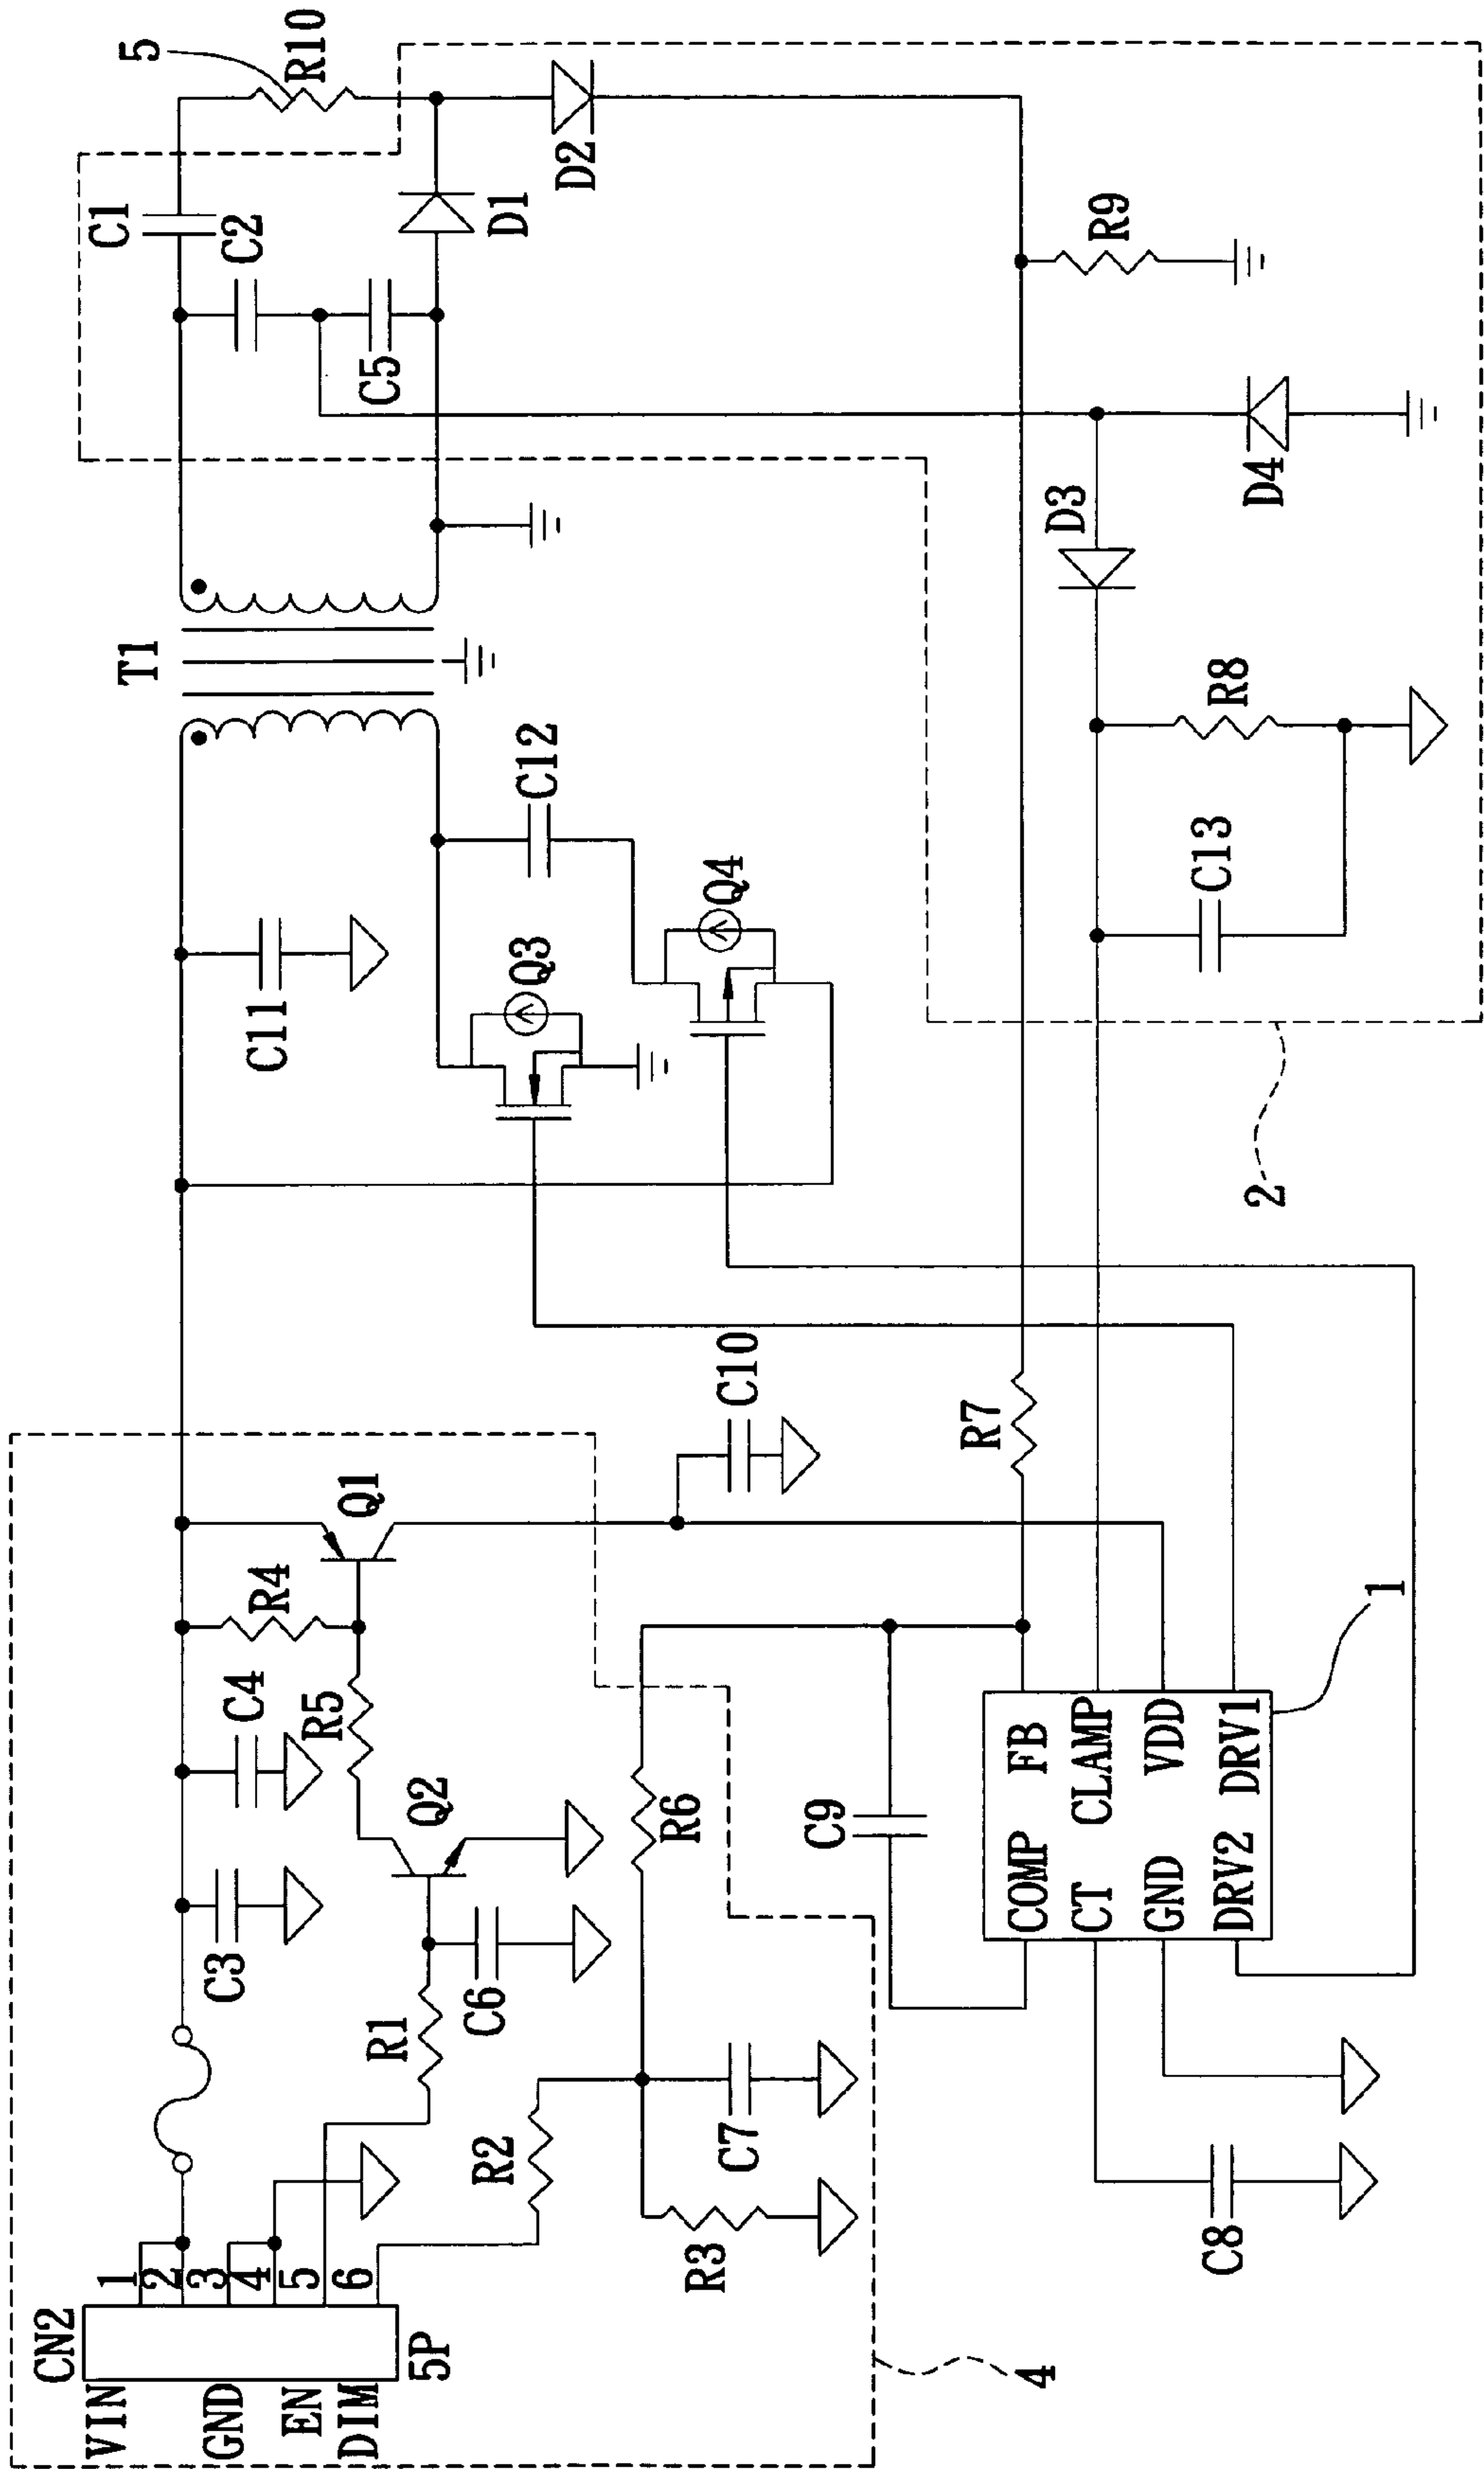 CN2
VIN
GND
EN
DIM
5P
1
2
3
4
5
6
C3
C4
R4
Q1
R5
Q2
R1
C6
R2
R3
C7
R6
C9
C10
R7
C8
COMP FB
CT CLAMP
GND VDD
DRV2 DRV1
1
4
C11
Q3
Q4
C12
T1
C1
C2
C5
5
R10
D1
D2
R9
D3
D4
R8
C13
2